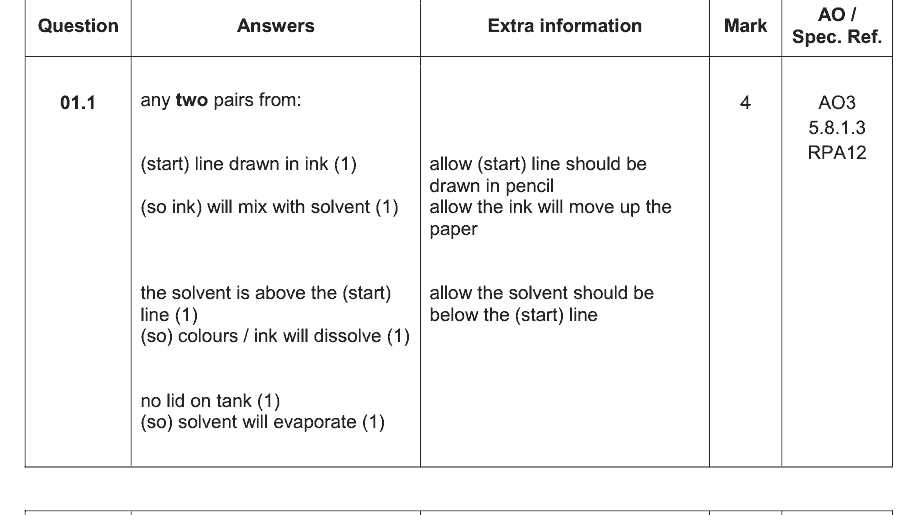 Question Answers Extra information Mark AO /
Spec. Ref.
01.1 any two pairs from: 4 AO3
5.8.1.3
RPA12
(start) line drawn in ink (1) allow (start) line should be
drawn in pencil
(so ink) will mix with solvent (1) allow the ink will move up the
paper
the solvent is above the (start) allow the solvent should be
line (1) below the (start) line
(so) colours / ink will dissolve (1)
no lid on tank (1)
(so) solvent will evaporate (1)